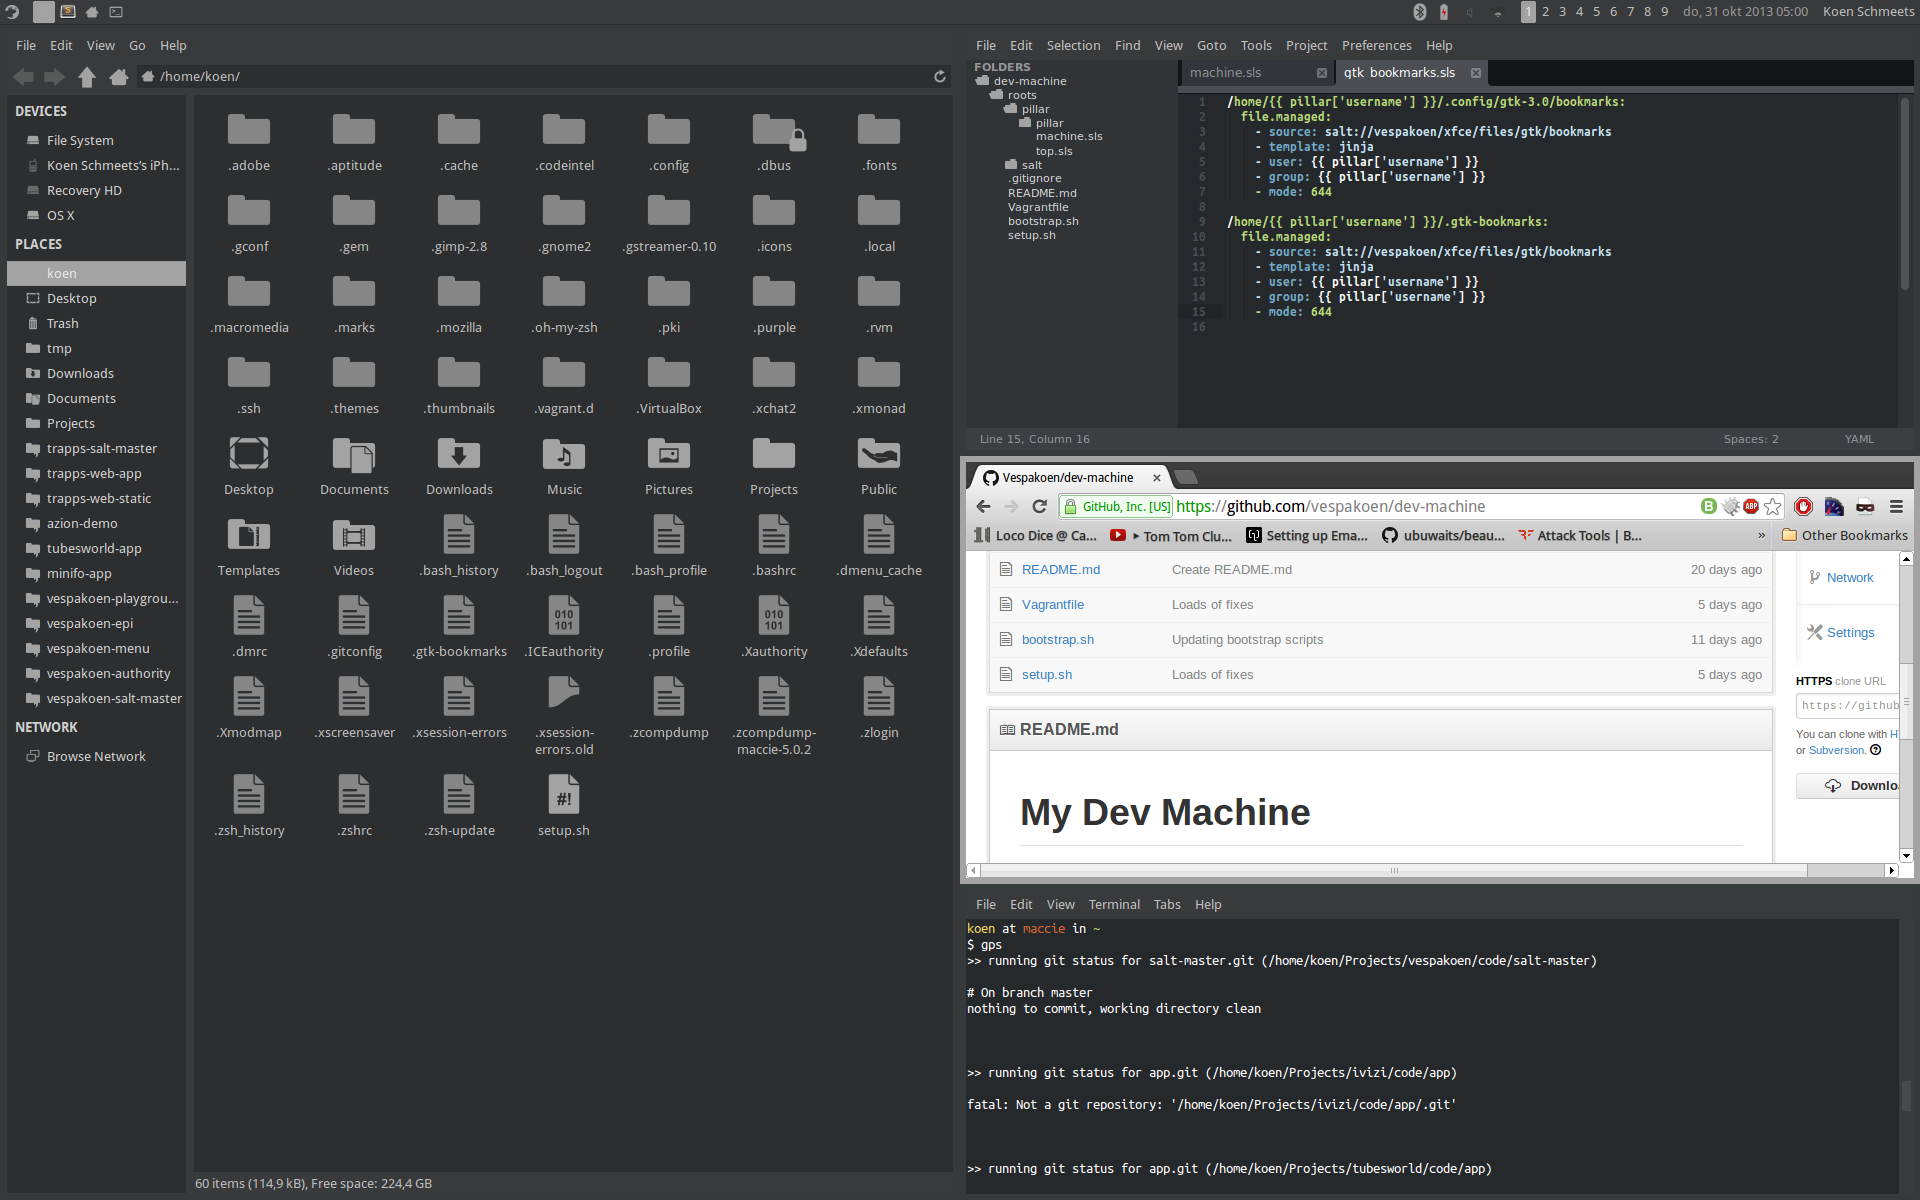 1 2 3 4 5 6 7 8 9 do, 31 okt 2013 05:00 Koen Schmeets
File Edit View Go Help
/home/koen/
DEVICES
File System
Koen Schmeets's iPh...
Recovery HD
OS X
PLACES
koen
Desktop
Trash
tmp
Downloads
Documents
Projects
trapps-salt-master
trapps-web-app
trapps-web-static
azion-demo
tubesworld-app
minifo-app
vespakoen-playgrou...
vespakoen-epi
vespakoen-menu
vespakoen-authority
vespakoen-salt-master
NETWORK
Browse Network
.adobe .aptitude .cache .codeintel .config .dbus .fonts
.gconf .gem .gimp-2.8 .gnome2 .gstreamer-0.10 .icons .local
.macromedia .marks .mozilla .oh-my-zsh .pki .purple .rvm
.ssh .themes .thumbnails .vagrant.d .VirtualBox .xchat2 .xmonad
Desktop Documents Downloads Music Pictures Projects Public
Templates Videos .bash_history .bash_logout .bash_profile .bashrc .dmenu_cache
010 101 010 101
.dmrc .gitconfig .gtk-bookmarks .ICEauthority .profile .Xauthority .Xdefaults
.Xmodmap .xscreensaver .xsession-errors .xsession-errors.old .zcompdump .zcompdump-maccie-5.0.2 .zlogin
#!
.zsh_history .zshrc .zsh-update setup.sh
60 items (114,9 kB), Free space: 224,4 GB
File Edit Selection Find View Goto Tools Project Preferences Help
FOLDERS
dev-machine
roots
pillar
pillar
machine.sls
top.sls
salt
.gitignore
README.md
Vagrantfile
bootstrap.sh
setup.sh
machine.sls gtk_bookmarks.sls
1 /home/{{ pillar['username'] }}/.config/gtk-3.0/bookmarks:
2 file.managed:
3 - source: salt://vespakoen/xfce/files/gtk/bookmarks
4 - template: jinja
5 - user: {{ pillar['username'] }}
6 - group: {{ pillar['username'] }}
7 - mode: 644
8
9 /home/{{ pillar['username'] }}/.gtk-bookmarks:
10 file.managed:
11 - source: salt://vespakoen/xfce/files/gtk/bookmarks
12 - template: jinja
13 - user: {{ pillar['username'] }}
14 - group: {{ pillar['username'] }}
15 - mode: 644
16
Line 15, Column 16 Spaces: 2 YAML
Vespakoen/dev-machine
GitHub, Inc. [US] https://github.com/vespakoen/dev-machine B ABP
Loco Dice @ Ca... ▸ Tom Tom Clu... Setting up Ema... ubuwaits/beau... Attack Tools | B... » Other Bookmarks
README.md Create README.md 20 days ago
Vagrantfile Loads of fixes 5 days ago
bootstrap.sh Updating bootstrap scripts 11 days ago
setup.sh Loads of fixes 5 days ago
README.md
My Dev Machine
Network
Settings
HTTPS clone URL
https://github
You can clone with H
or Subversion.
Downlo
File Edit View Terminal Tabs Help
koen at maccie in ~
$ gps
>> running git status for salt-master.git (/home/koen/Projects/vespakoen/code/salt-master)
# On branch master
nothing to commit, working directory clean
>> running git status for app.git (/home/koen/Projects/ivizi/code/app)
fatal: Not a git repository: '/home/koen/Projects/ivizi/code/app/.git'
>> running git status for app.git (/home/koen/Projects/tubesworld/code/app)